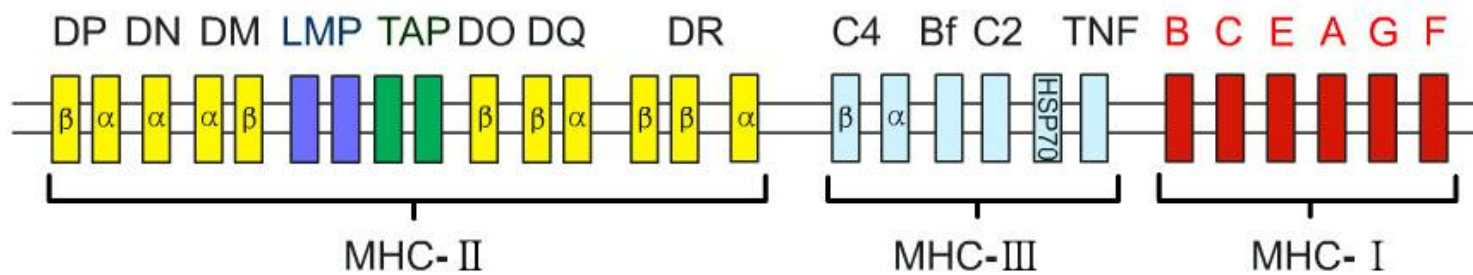 DP DN DM LMP TAP DO DQ DR C4 Bf C2 TNF B C E A G F
β α α α β β β α β β α β α HSP70
MHC-Ⅱ MHC-Ⅲ MHC-Ⅰ